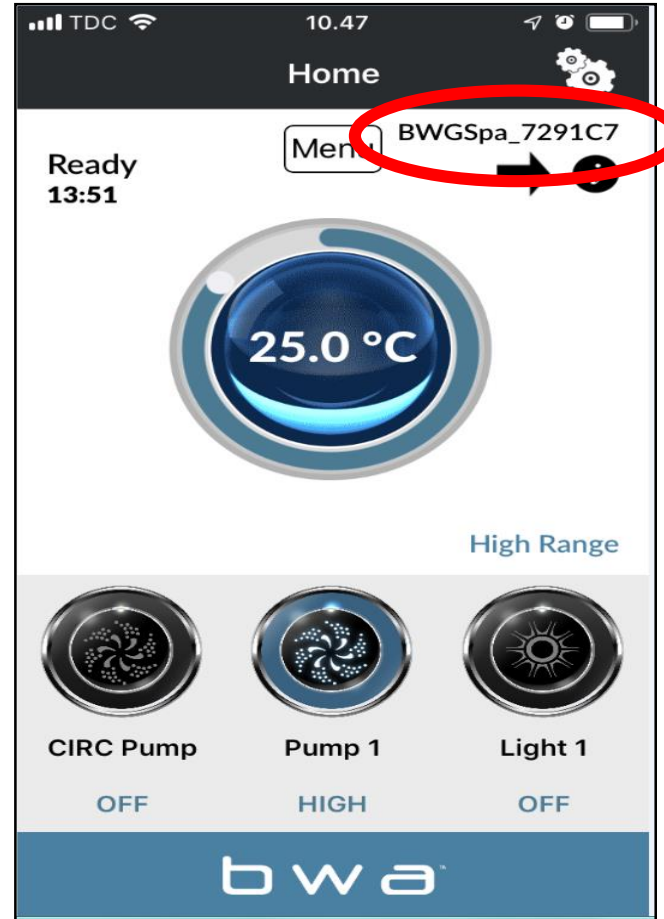 TDC 10.47
Home
Menu BWGSpa_7291C7
Ready
13:51
25.0 °C
High Range
CIRC Pump Pump 1 Light 1
OFF HIGH OFF
bwa™